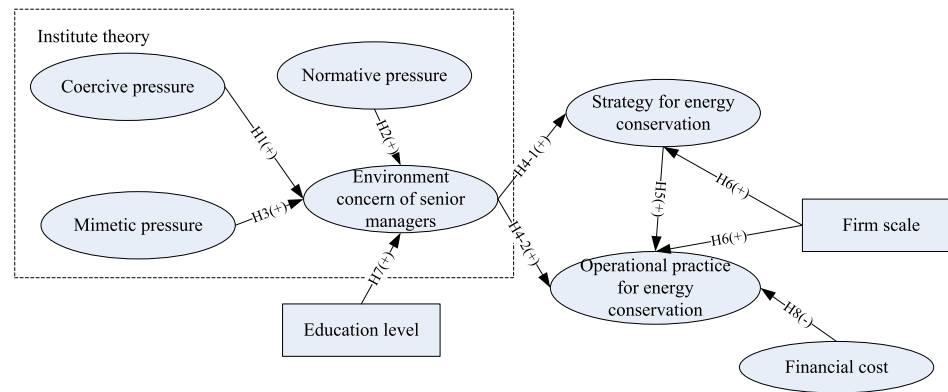 Institute theory
Coercive pressure
Normative pressure
H1(+)
H2(+)
Mimetic pressure
H3(+)
Environment
concern of senior
managers
H7(+)
Education level
H4-1(+)
H4-2(+)
Strategy for energy
conservation
H5(+)
H6(+)
H6(+)
Firm scale
Operational practice
for energy
conservation
H8(-)
Financial cost